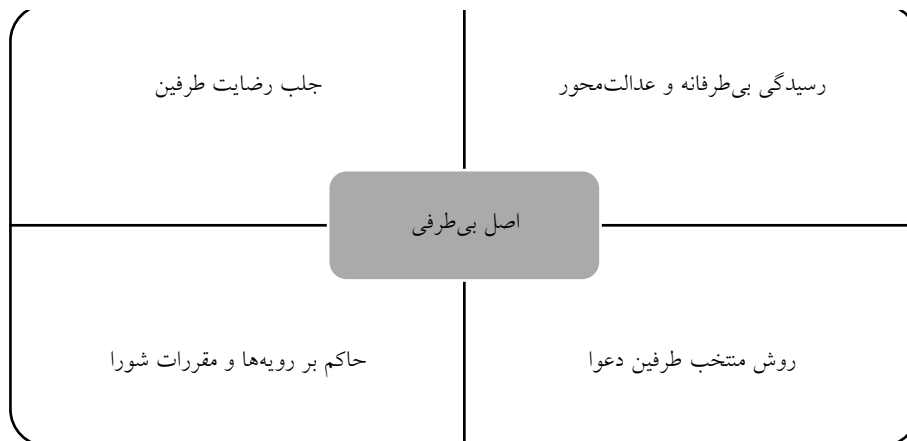 رسیدگی بی‌طرفانه و عدالت‌محور
جلب رضایت طرفین
اصل بی‌طرفی
روش منتخب طرفین دعوا
حاکم بر رویه‌ها و مقررات شورا